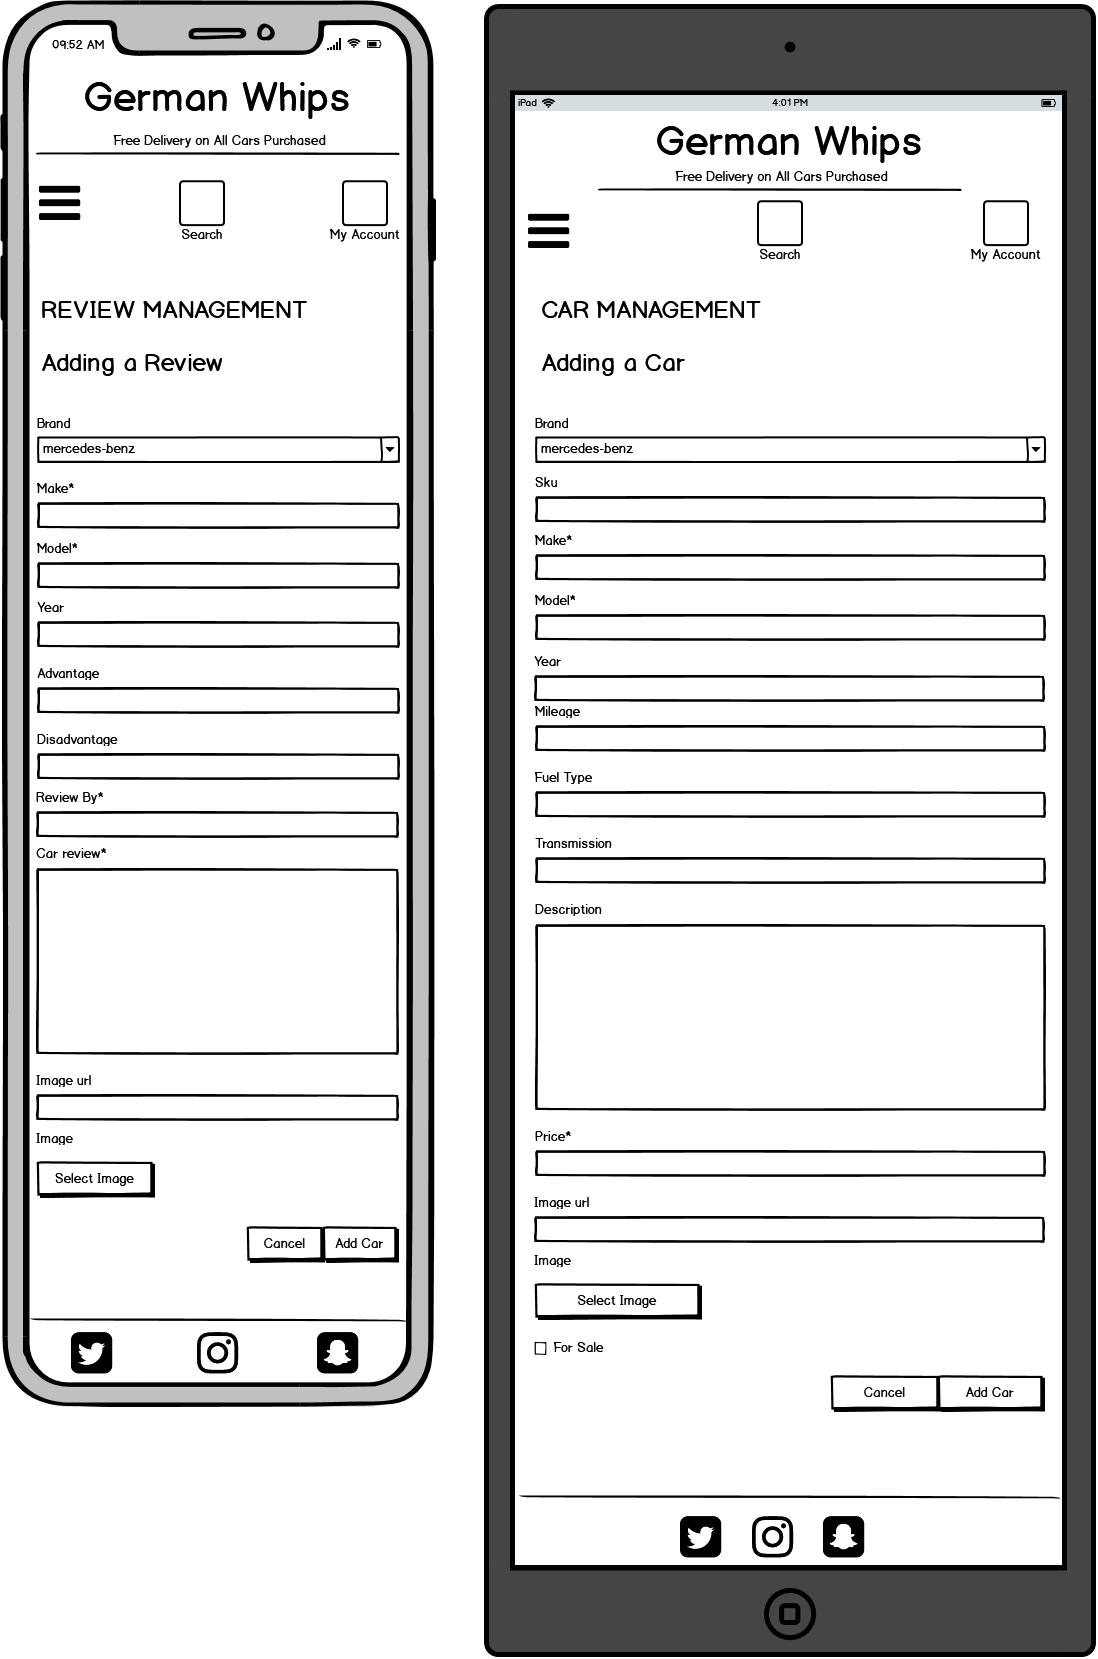 09:52 AM
German Whips
Free Delivery on All Cars Purchased
Search
My Account
REVIEW MANAGEMENT
Adding a Review
Brand
mercedes-benz
Make*
Model*
Year
Advantage
Disadvantage
Review By*
Car review*
Image url
Image
Select Image
Cancel
Add Car
iPad
4:01 PM
German Whips
Free Delivery on All Cars Purchased
Search
My Account
CAR MANAGEMENT
Adding a Car
Brand
mercedes-benz
Sku
Make*
Model*
Year
Mileage
Fuel Type
Transmission
Description
Price*
Image url
Image
Select Image
For Sale
Cancel
Add Car